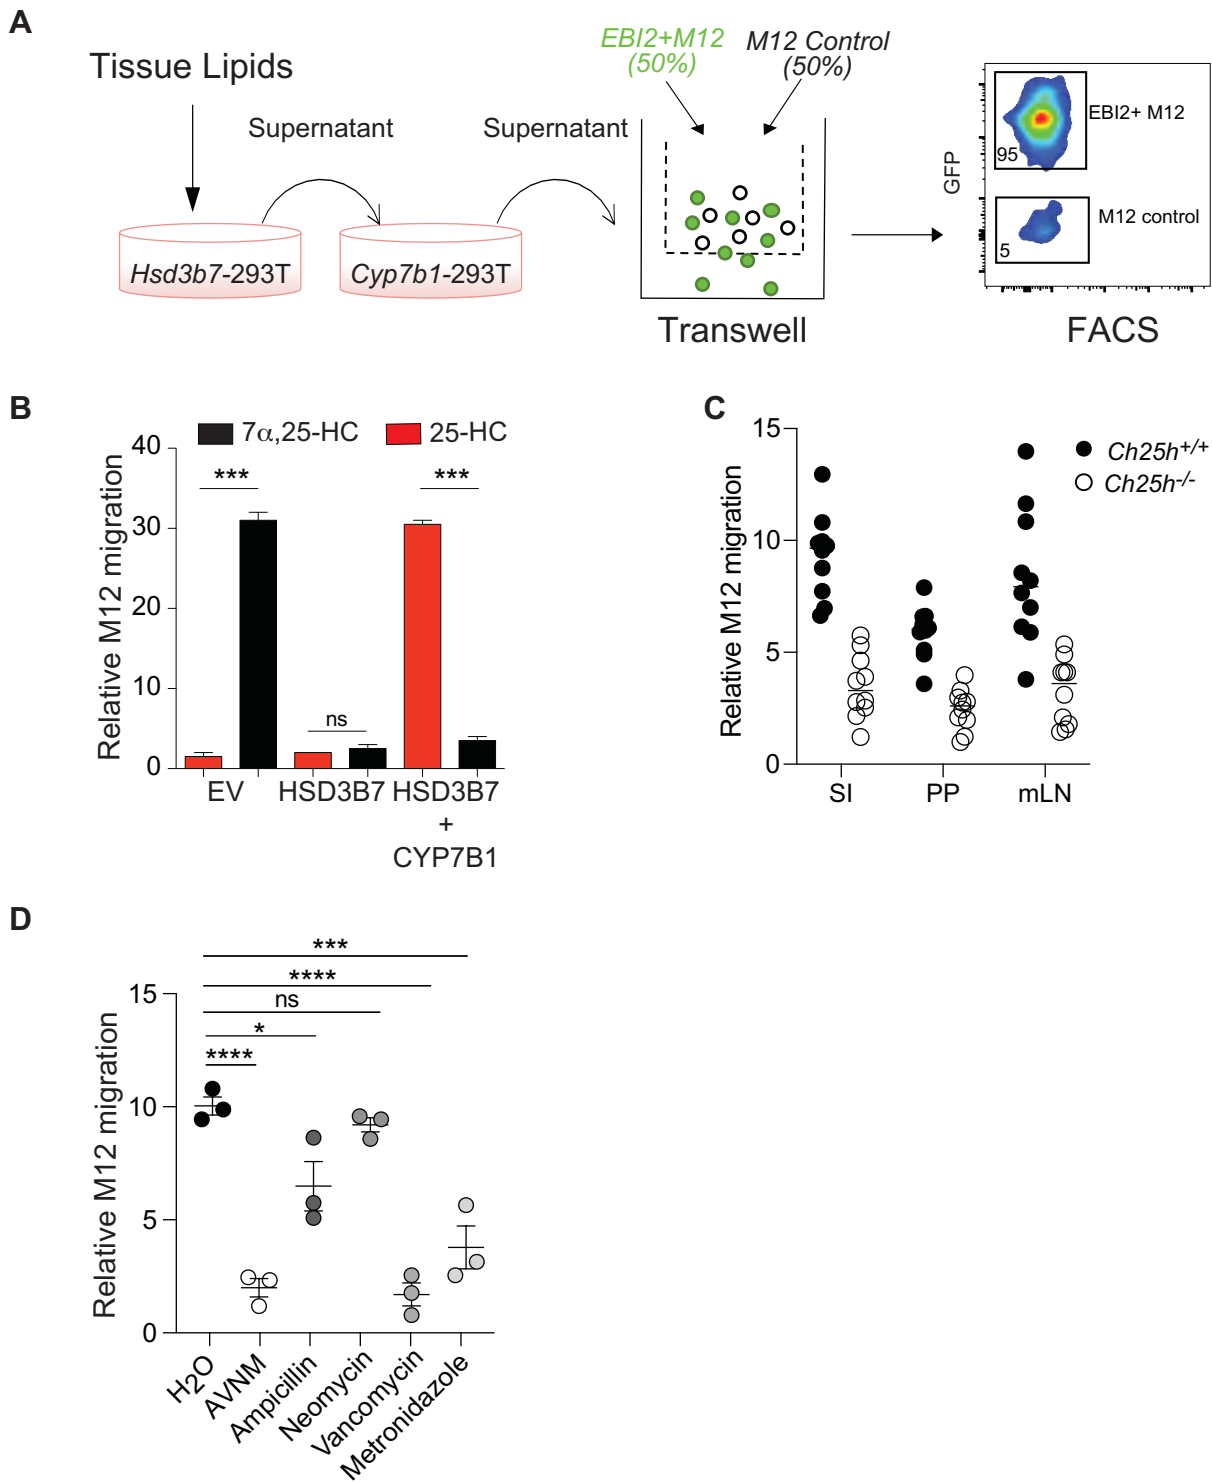 A
Tissue Lipids
Supernatant
Supernatant
EBI2+M12
(50%)
M12 Control
(50%)
Hsd3b7-293T
Cyp7b1-293T
Transwell
GFP
95
EBI2+ M12
5
M12 control
FACS
B
7α,25-HC
25-HC
Relative M12 migration
40
30
20
10
0
***
ns
***
EV
HSD3B7
HSD3B7
+
CYP7B1
C
Relative M12 migration
15
10
5
0
Ch25h+/+
Ch25h-/-
SI
PP
mLN
D
Relative M12 migration
15
10
5
0
***
****
ns
*
****
H2O
AVNM
Ampicillin
Neomycin
Vancomycin
Metronidazole